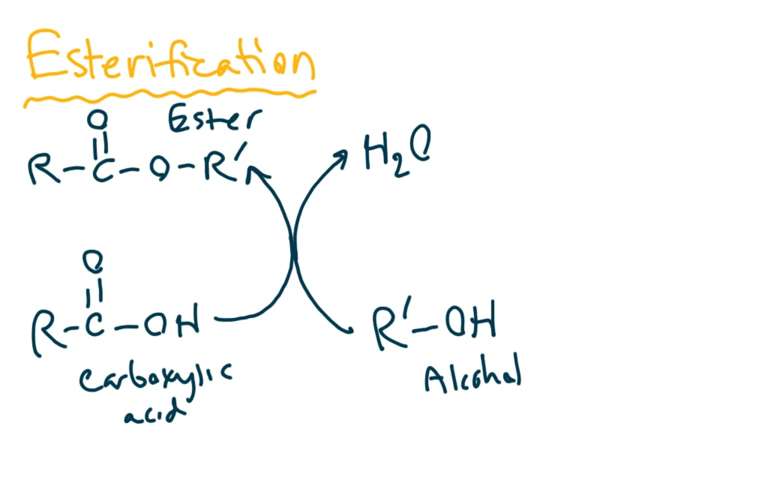 Esterification
O Ester
||
R-C-O-R' H₂O
O
||
R-C-OH R'-OH
Carboxylic Alcohol
acid